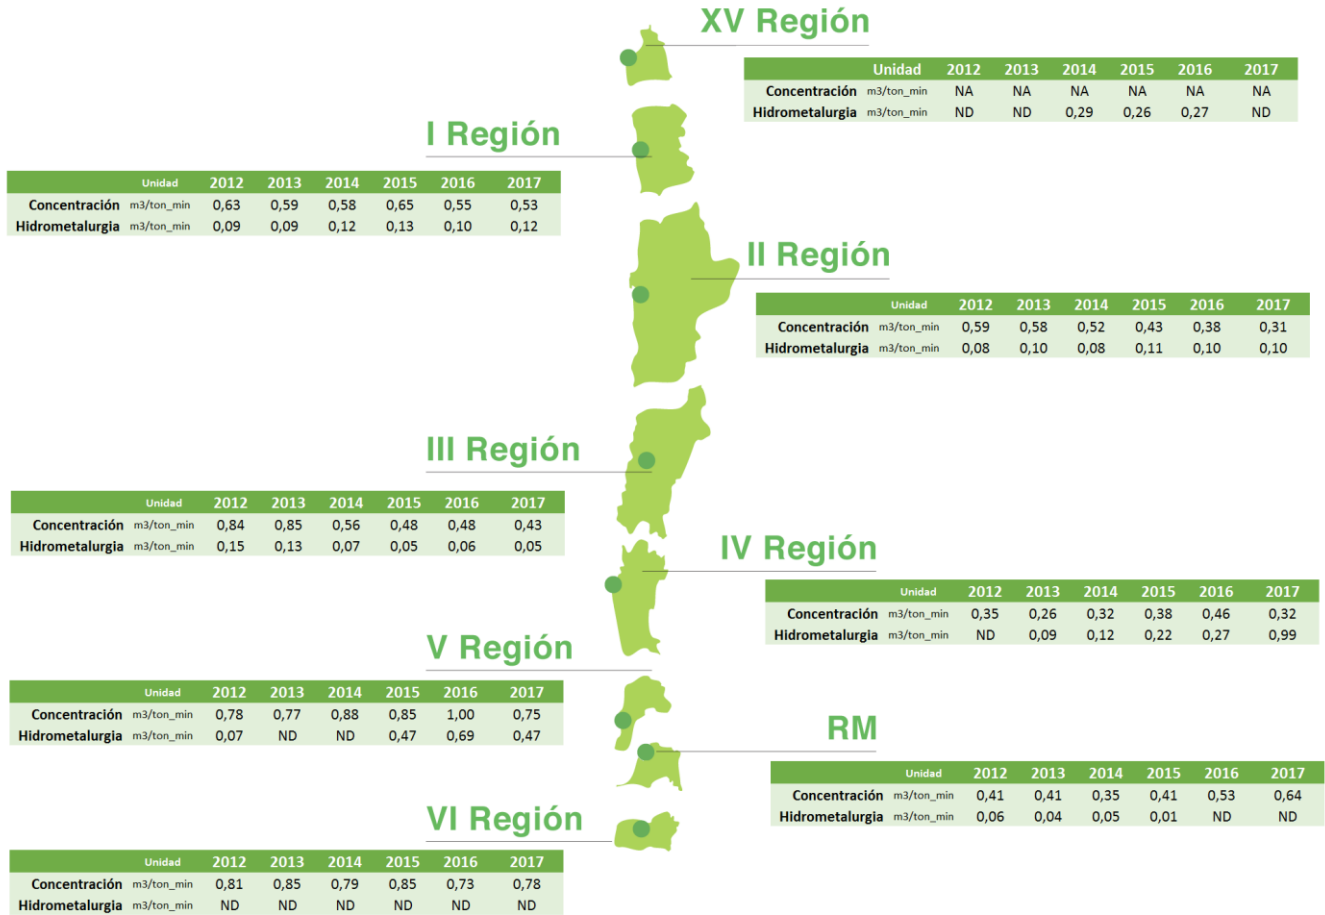 XV Región
Unidad 2012 2013 2014 2015 2016 2017
Concentración m3/ton_min NA NA NA NA NA NA
Hidrometalurgia m3/ton_min ND ND 0,29 0,26 0,27 ND
I Región
Unidad 2012 2013 2014 2015 2016 2017
Concentración m3/ton_min 0,63 0,59 0,58 0,65 0,55 0,53
Hidrometalurgia m3/ton_min 0,09 0,09 0,12 0,13 0,10 0,12
II Región
Unidad 2012 2013 2014 2015 2016 2017
Concentración m3/ton_min 0,59 0,58 0,52 0,43 0,38 0,31
Hidrometalurgia m3/ton_min 0,08 0,10 0,08 0,11 0,10 0,10
III Región
Unidad 2012 2013 2014 2015 2016 2017
Concentración m3/ton_min 0,84 0,85 0,56 0,48 0,48 0,43
Hidrometalurgia m3/ton_min 0,15 0,13 0,07 0,05 0,06 0,05
IV Región
Unidad 2012 2013 2014 2015 2016 2017
Concentración m3/ton_min 0,35 0,26 0,32 0,38 0,46 0,32
Hidrometalurgia m3/ton_min ND 0,09 0,12 0,22 0,27 0,99
V Región
Unidad 2012 2013 2014 2015 2016 2017
Concentración m3/ton_min 0,78 0,77 0,88 0,85 1,00 0,75
Hidrometalurgia m3/ton_min 0,07 ND ND 0,47 0,69 0,47
RM
Unidad 2012 2013 2014 2015 2016 2017
Concentración m3/ton_min 0,41 0,41 0,35 0,41 0,53 0,64
Hidrometalurgia m3/ton_min 0,06 0,04 0,05 0,01 ND ND
VI Región
Unidad 2012 2013 2014 2015 2016 2017
Concentración m3/ton_min 0,81 0,85 0,79 0,85 0,73 0,78
Hidrometalurgia m3/ton_min ND ND ND ND ND ND